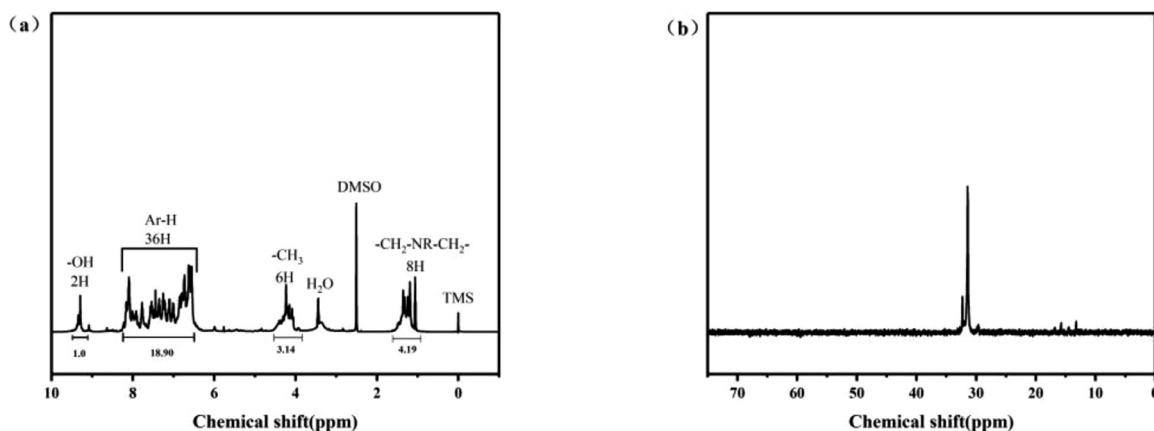 (a)
-OH
2H
Ar-H
36H
-CH₃
6H
H₂O
DMSO
-CH₂-NR-CH₂-
8H
TMS
1.0
18.90
3.14
4.19
10
8
6
4
2
0
Chemical shift(ppm)
(b)
70
60
50
40
30
20
10
0
Chemical shift(ppm)